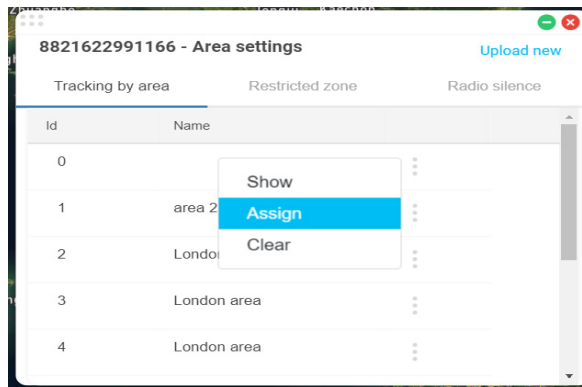 8821622991166 - Area settings
Upload new
Tracking by area Restricted zone Radio silence
Id Name
0
Show
1 area 2
Assign
2
Clear
3 London area
4 London area